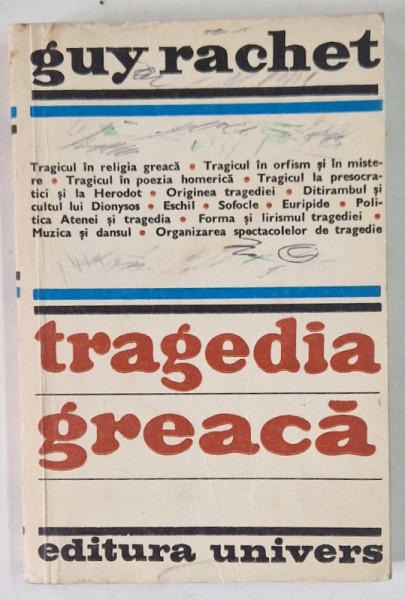 guy rachet
Tragicul în religia greacă • Tragicul în orfism și în miste-
re • Tragicul în poezia homerică • Tragicul la presocra-
tici și la Herodot • Originea tragediei • Ditirambul și
cultul lui Dionysos • Eschil • Sofocle • Euripide • Poli-
tica Atenei și tragedia • Forma și lirismul tragediei •
Muzica și dansul • Organizarea spectacolelor de tragedie
tragedia
greacă
editura univers